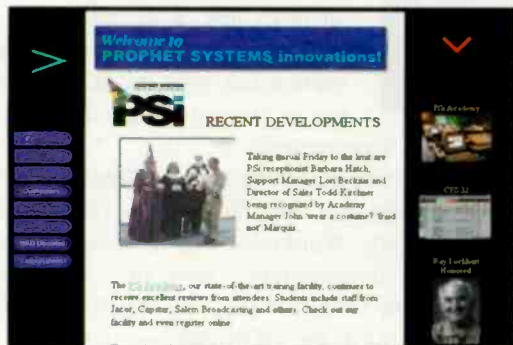 Welcome to
PROPHET SYSTEMS innovations!
PSi
RECENT DEVELOPMENTS
Taking
Friday to the
are
PSi receptionist Barbara Hatch,
Support Manager Lori Beckius and
Director of Sales Todd Kirchner
being recognized by Academy
Manager John 'wear a costume?
not' Marquis.
The
our state-of-the-art training facility, continues to
receive excellent reviews from attendees. Students include staff from
Jacor, Capstar, Salem Broadcasting and others. Check out our
facility and even register online.
PSi Academy
CFS 32
Ray Lockhart
Honored